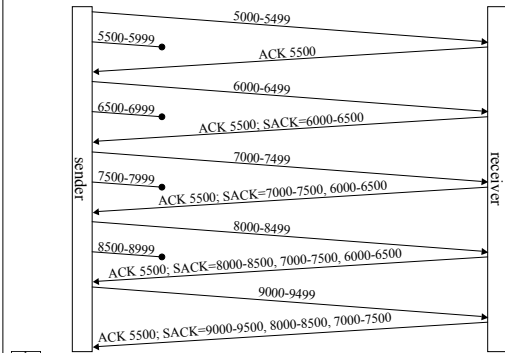 5000-5499
5500-5999
ACK 5500
6000-6499
6500-6999
ACK 5500; SACK=6000-6500
7000-7499
sender
receiver
7500-7999
ACK 5500; SACK=7000-7500, 6000-6500
8000-8499
8500-8999
ACK 5500; SACK=8000-8500, 7000-7500, 6000-6500
9000-9499
ACK 5500; SACK=9000-9500, 8000-8500, 7000-7500